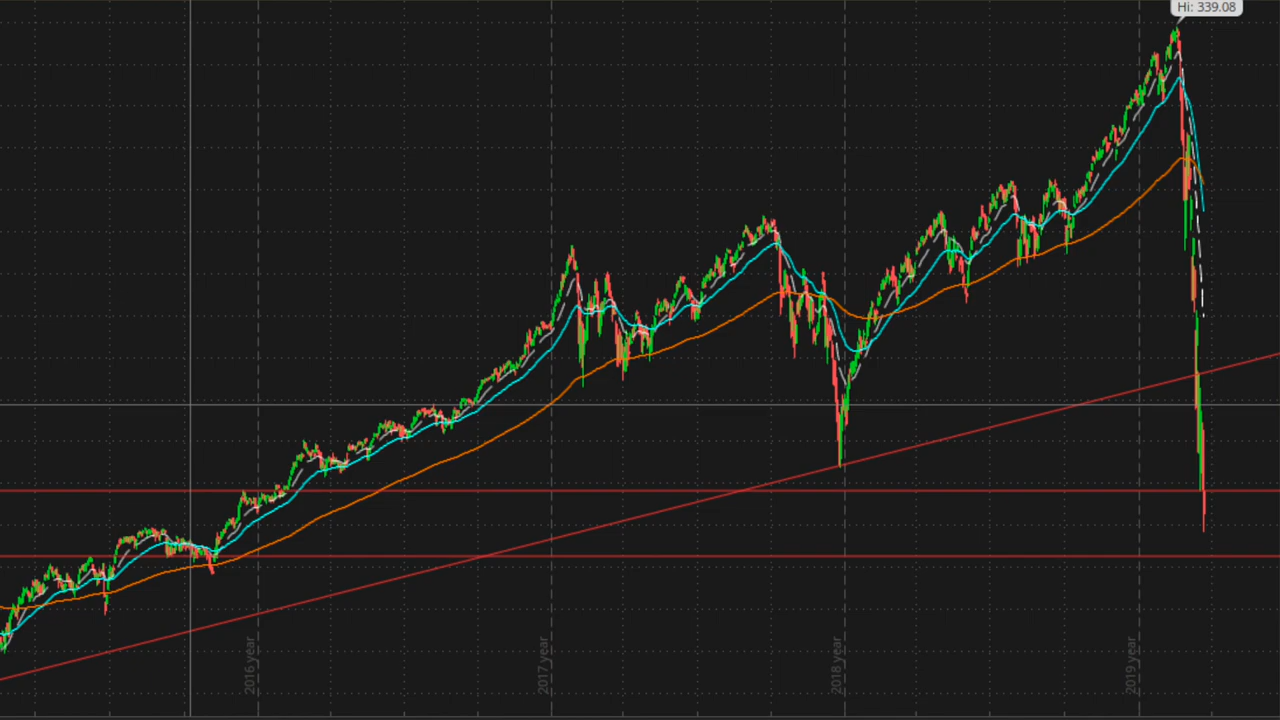 Hi: 339.08
2016 year
2017 year
2018 year
2019 year